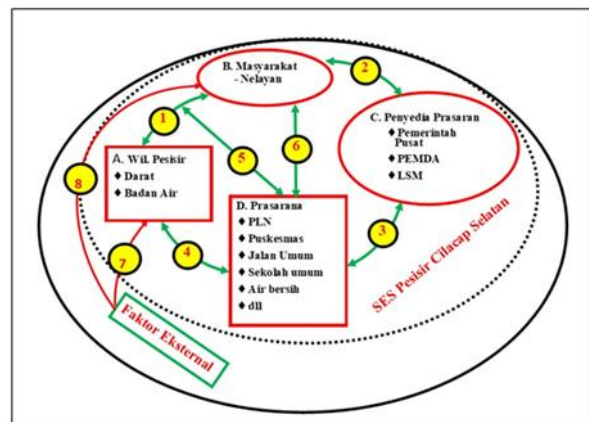 B. Masyarakat
- Nelayan
2
C. Penyedia Prasaran
♦ Pemerintah
Pusat
♦ PEMDA
♦ LSM
1
5
6
A. Wil. Pesisir
♦ Darat
♦ Badan Air
8
D. Prasarana
♦ PLN
♦ Puskesmas
♦ Jalan Umum
♦ Sekolah umum
♦ Air bersih
♦ dll
3
4
7
SES Pesisir Cilacap Selatan
Faktor Eksternal